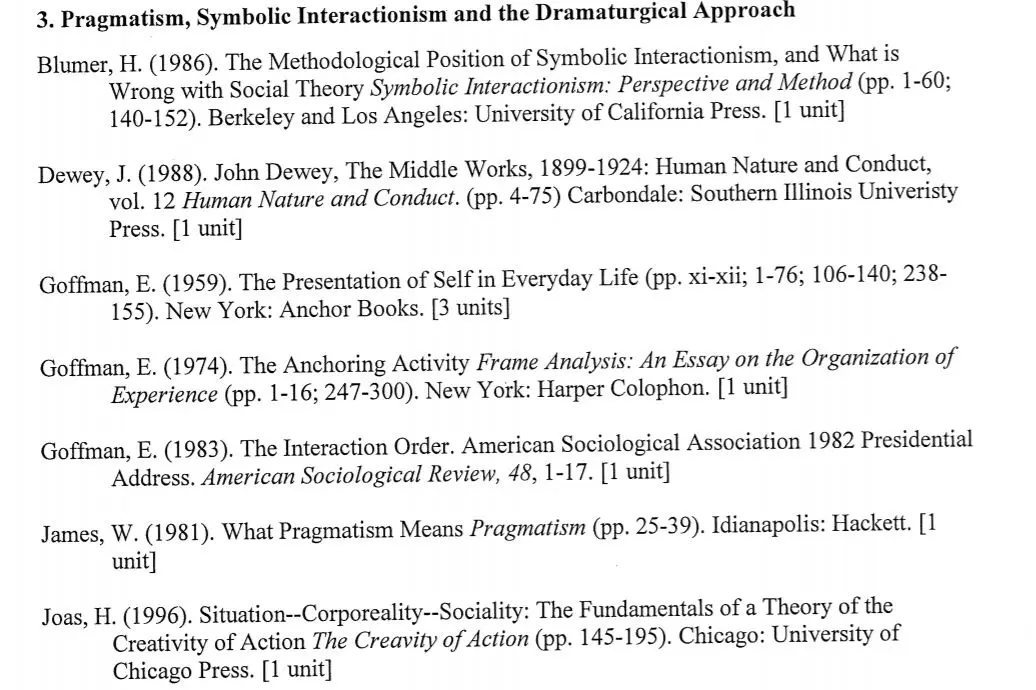 3. Pragmatism, Symbolic Interactionism and the Dramaturgical Approach
Blumer, H. (1986). The Methodological Position of Symbolic Interactionism, and What is
Wrong with Social Theory Symbolic Interactionism: Perspective and Method (pp. 1-60;
140-152). Berkeley and Los Angeles: University of California Press. [1 unit]
Dewey, J. (1988). John Dewey, The Middle Works, 1899-1924: Human Nature and Conduct,
vol. 12 Human Nature and Conduct. (pp. 4-75) Carbondale: Southern Illinois Univeristy
Press. [1 unit]
Goffman, E. (1959). The Presentation of Self in Everyday Life (pp. xi-xii; 1-76; 106-140; 238-
155). New York: Anchor Books. [3 units]
Goffman, E. (1974). The Anchoring Activity Frame Analysis: An Essay on the Organization of
Experience (pp. 1-16; 247-300). New York: Harper Colophon. [1 unit]
Goffman, E. (1983). The Interaction Order. American Sociological Association 1982 Presidential
Address. American Sociological Review, 48, 1-17. [1 unit]
James, W. (1981). What Pragmatism Means Pragmatism (pp. 25-39). Idianapolis: Hackett. [1
unit]
Joas, H. (1996). Situation--Corporeality--Sociality: The Fundamentals of a Theory of the
Creativity of Action The Creavity of Action (pp. 145-195). Chicago: University of
Chicago Press. [1 unit]